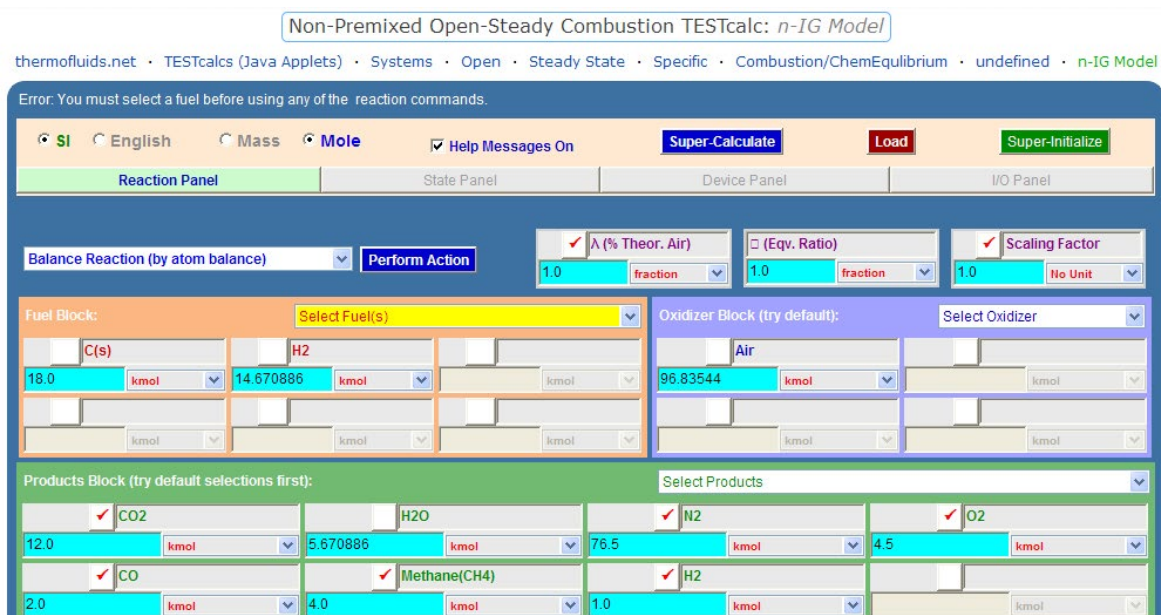 Non-Premixed Open-Steady Combustion TESTcalc: n-IG Model
thermofluids.net · TESTcalcs (Java Applets) · Systems · Open · Steady State · Specific · Combustion/ChemEqulibrium · undefined · n-IG Model
Error: You must select a fuel before using any of the reaction commands.
SI English Mass Mole Help Messages On Super-Calculate Load Super-Initialize
Reaction Panel State Panel Device Panel I/O Panel
λ (% Theor. Air) □ (Eqv. Ratio) Scaling Factor
Balance Reaction (by atom balance) Perform Action
1.0 fraction 1.0 fraction 1.0 No Unit
Fuel Block: Select Fuel(s) Oxidizer Block (try default): Select Oxidizer
C(s) H2 Air
18.0 kmol 14.670886 kmol kmol 96.83544 kmol kmol
kmol kmol kmol kmol kmol
Products Block (try default selections first): Select Products
CO2 H2O N2 O2
12.0 kmol 5.670886 kmol 76.5 kmol 4.5 kmol
CO Methane(CH4) H2
2.0 kmol 4.0 kmol 1.0 kmol kmol